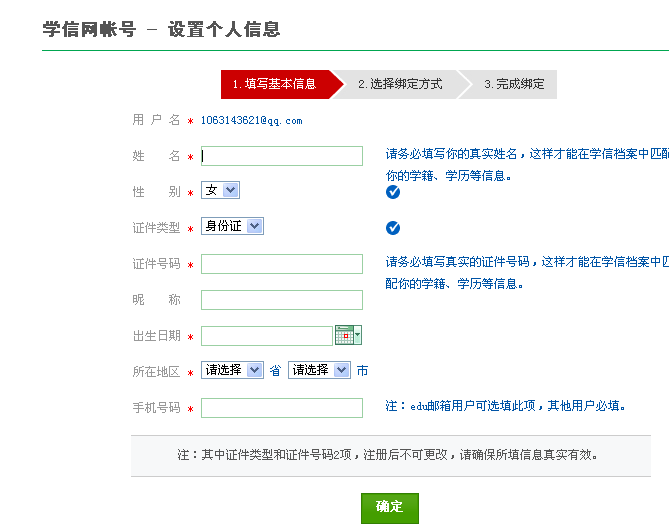 学信网帐号 － 设置个人信息
1.填写基本信息 2.选择绑定方式 3.完成绑定
用 户 名 * 1063143621@qq.com
姓 名 * 请务必填写你的真实姓名，这样才能在学信档案中匹配
你的学籍、学历等信息。
性 别 * 女
证件类型 * 身份证
证件号码 * 请务必填写真实的证件号码，这样才能在学信档案中匹
配你的学籍、学历等信息。
昵 称
出生日期 *
所在地区 * 请选择 省 请选择 市
手机号码 * 注：edu邮箱用户可选填此项，其他用户必填。
注：其中证件类型和证件号码2项，注册后不可更改，请确保所填信息真实有效。
确定